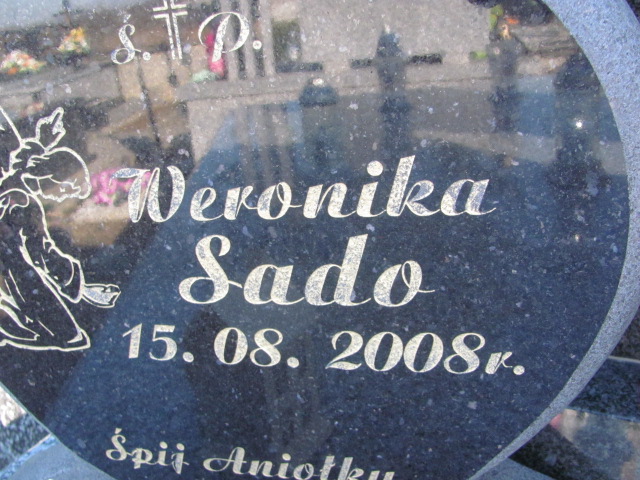 Ś. P.
Weronika
Sado
15. 08. 2008r.
Śpij Aniołku